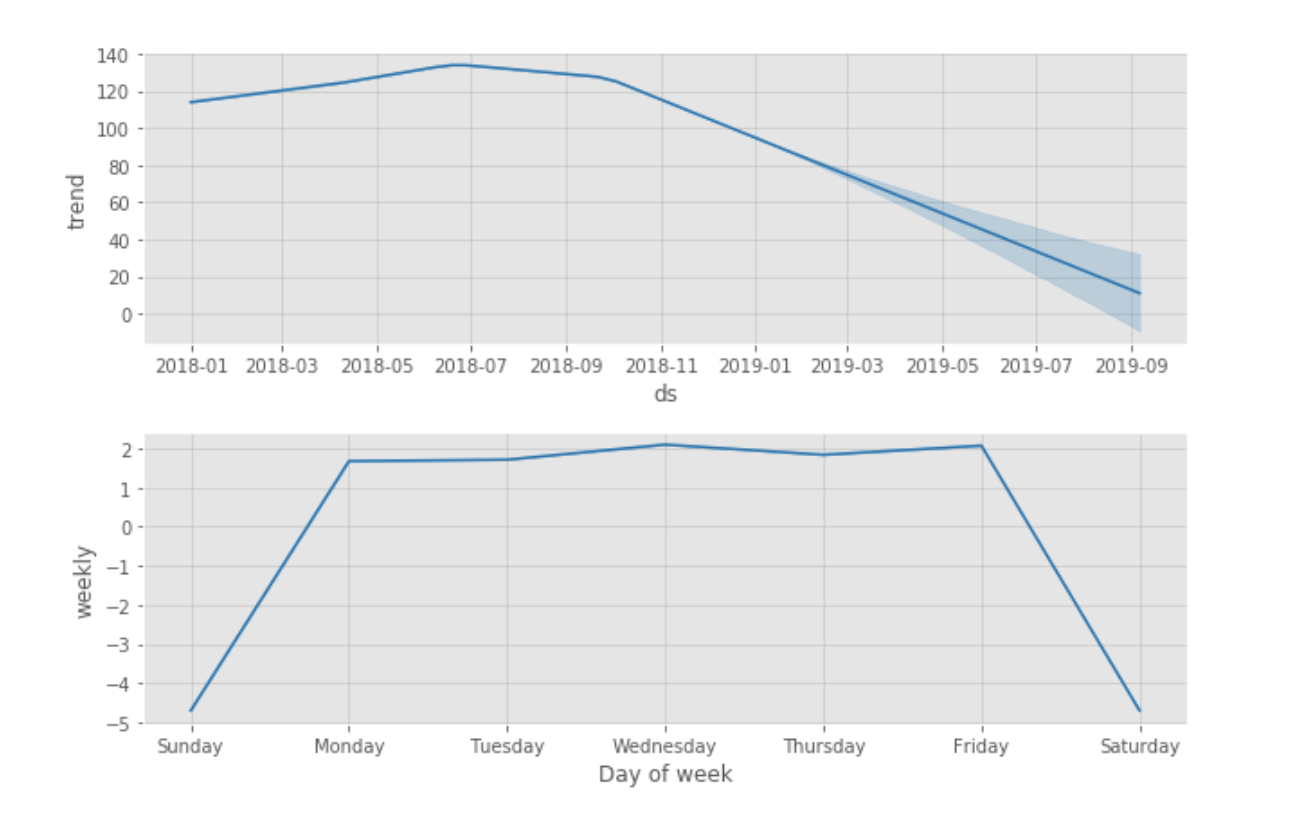 140
120
100
80
60
40
20
0
trend
2018-01 2018-03 2018-05 2018-07 2018-09 2018-11 2019-01 2019-03 2019-05 2019-07 2019-09
ds
2
1
0
−1
−2
−3
−4
−5
weekly
Sunday Monday Tuesday Wednesday Thursday Friday Saturday
Day of week